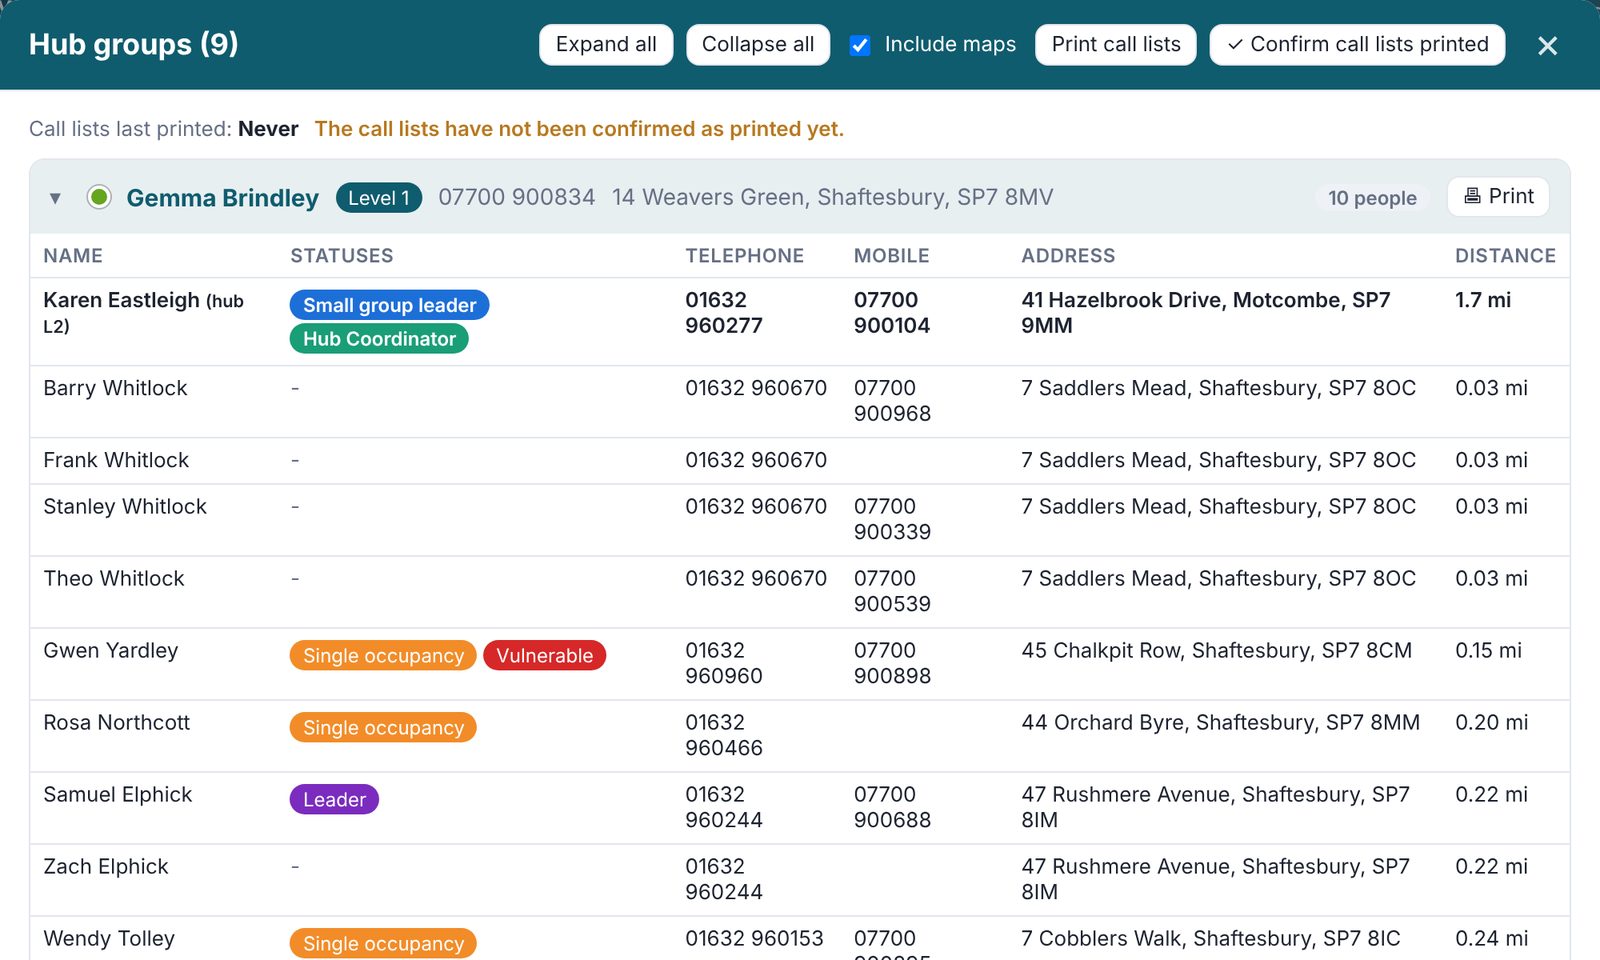 Hub groups (9)
Expand all
Collapse all
Include maps
Print call lists
✓ Confirm call lists printed
Call lists last printed: Never The call lists have not been confirmed as printed yet.
Gemma Brindley Level 1 07700 900834 14 Weavers Green, Shaftesbury, SP7 8MV 10 people Print
NAME STATUSES TELEPHONE MOBILE ADDRESS DISTANCE
Karen Eastleigh (hub L2) Small group leader Hub Coordinator 01632 960277 07700 900104 41 Hazelbrook Drive, Motcombe, SP7 9MM 1.7 mi
Barry Whitlock - 01632 960670 07700 900968 7 Saddlers Mead, Shaftesbury, SP7 8OC 0.03 mi
Frank Whitlock - 01632 960670 7 Saddlers Mead, Shaftesbury, SP7 8OC 0.03 mi
Stanley Whitlock - 01632 960670 07700 900339 7 Saddlers Mead, Shaftesbury, SP7 8OC 0.03 mi
Theo Whitlock - 01632 960670 07700 900539 7 Saddlers Mead, Shaftesbury, SP7 8OC 0.03 mi
Gwen Yardley Single occupancy Vulnerable 01632 960960 07700 900898 45 Chalkpit Row, Shaftesbury, SP7 8CM 0.15 mi
Rosa Northcott Single occupancy 01632 960466 44 Orchard Byre, Shaftesbury, SP7 8MM 0.20 mi
Samuel Elphick Leader 01632 960244 07700 900688 47 Rushmere Avenue, Shaftesbury, SP7 8IM 0.22 mi
Zach Elphick - 01632 960244 47 Rushmere Avenue, Shaftesbury, SP7 8IM 0.22 mi
Wendy Tolley Single occupancy 01632 960153 07700 7 Cobblers Walk, Shaftesbury, SP7 8IC 0.24 mi